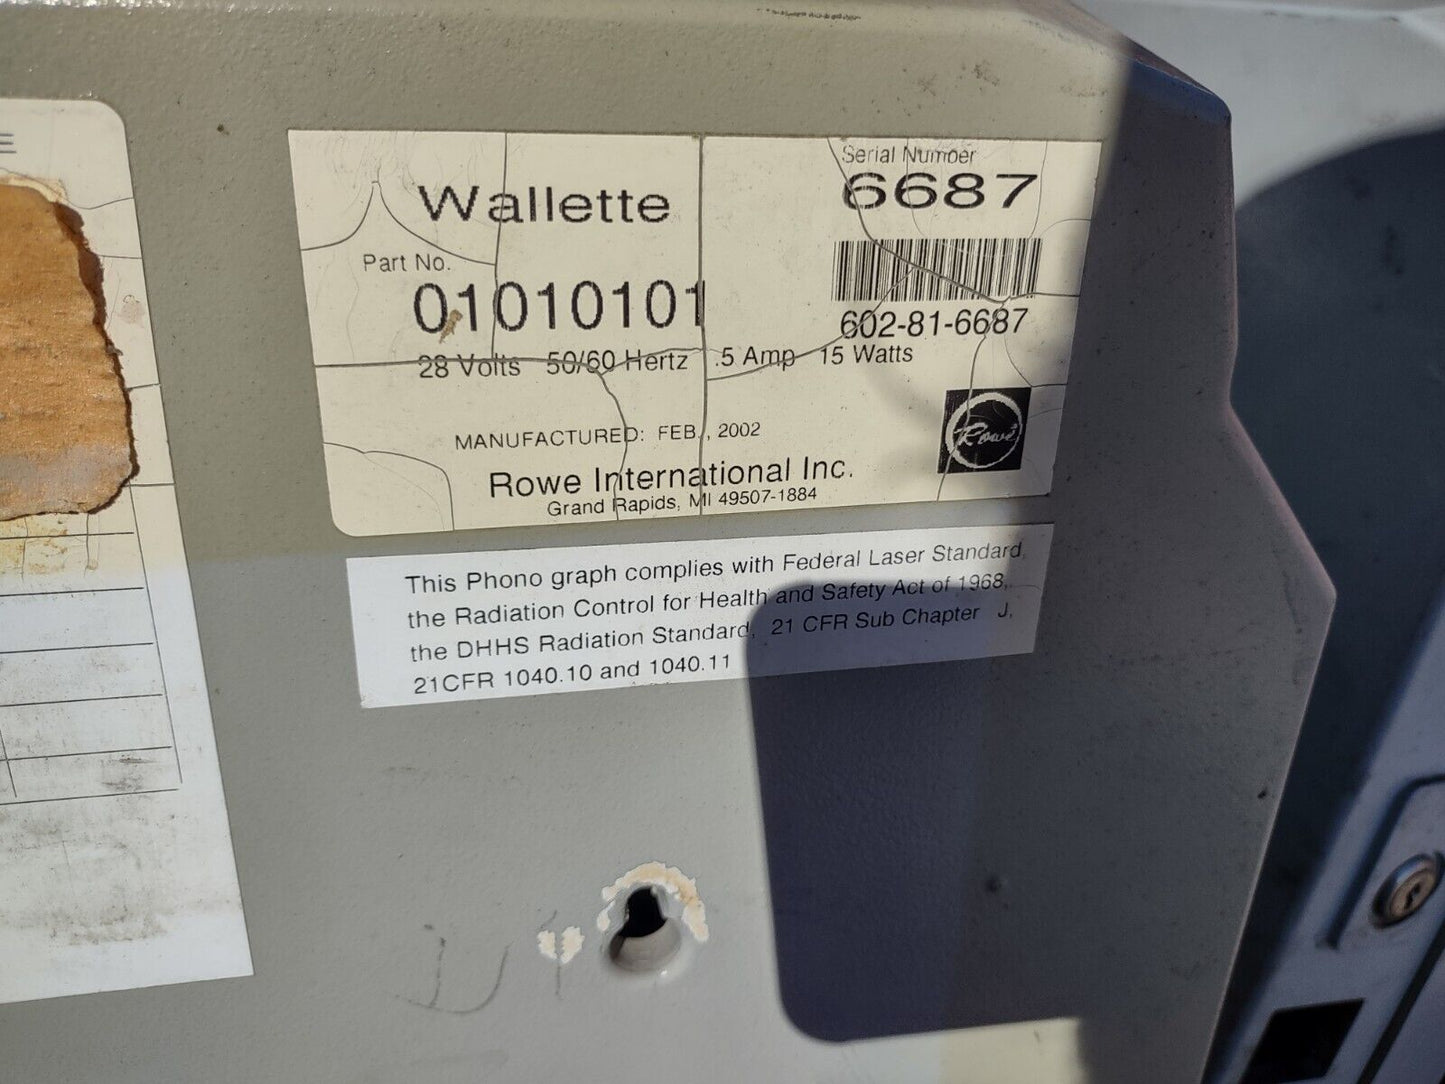 Wallette
Serial Number
6687
Part No.
01010101
602-81-6687
28 Volts 50/60 Hertz .5 Amp 15 Watts
MANUFACTURED: FEB., 2002
Rowe
Rowe International Inc.
Grand Rapids, MI 49507-1884
This Phono graph complies with Federal Laser Standard,
the Radiation Control for Health and Safety Act of 1968,
the DHHS Radiation Standard, 21 CFR Sub Chapter J,
21CFR 1040.10 and 1040.11